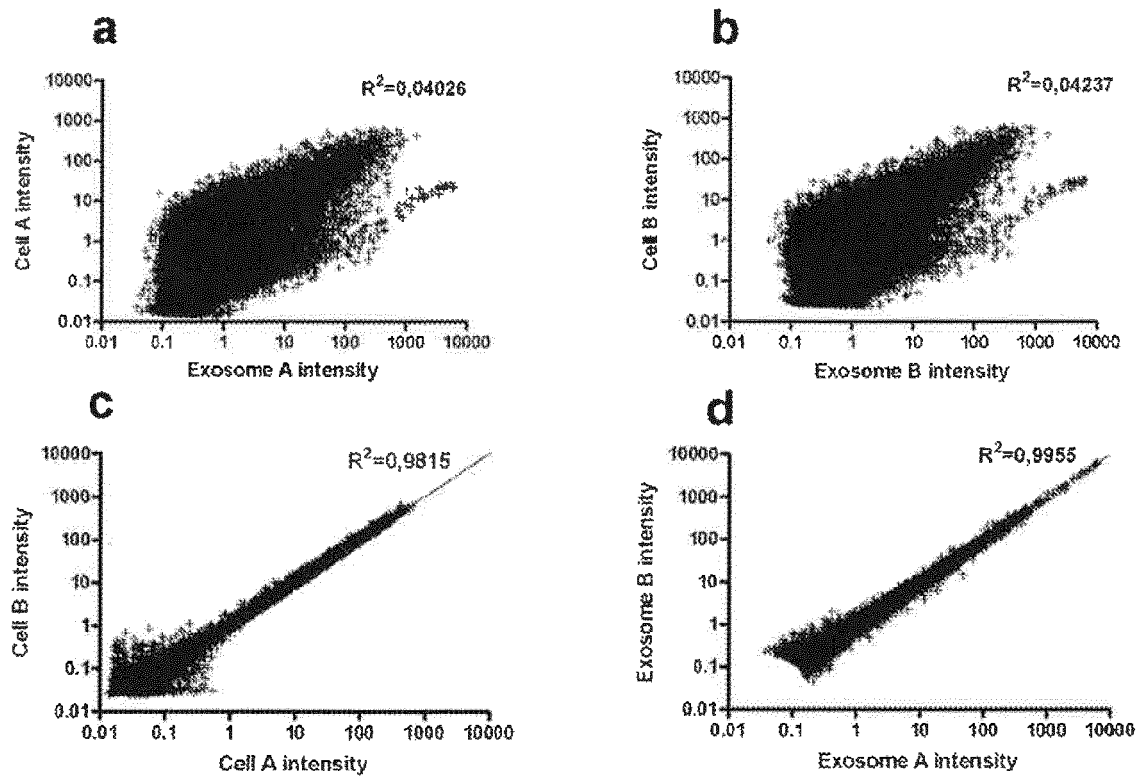 a
R²=0,04026
Cell A intensity
10000
1000
100
10
1
0.1
0.01
0.01 0.1 1 10 100 1000 10000
Exosome A intensity
b
R²=0,04237
Cell B intensity
10000
1000
100
10
1
0.1
0.01
0.01 0.1 1 10 100 1000 10000
Exosome B intensity
c
R²=0,9815
Cell B intensity
10000
1000
100
10
1
0.1
0.01
0.01 0.1 1 10 100 1000 10000
Cell A intensity
d
R²=0,9955
Exosome B intensity
10000
1000
100
10
1
0.1
0.01
0.01 0.1 1 10 100 1000 10000
Exosome A intensity